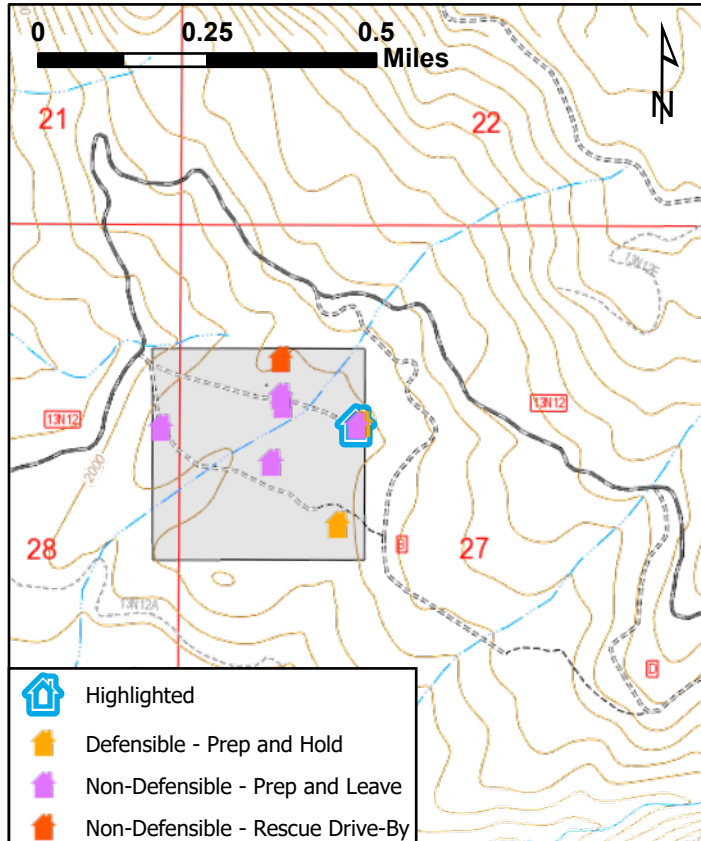 0 0.25 0.5
Miles
N
21
22
13N12E
13N12
13N12
2000
28
B
27
13N12A
D
Highlighted
Defensible - Prep and Hold
Non-Defensible - Prep and Leave
Non-Defensible - Rescue Drive-By